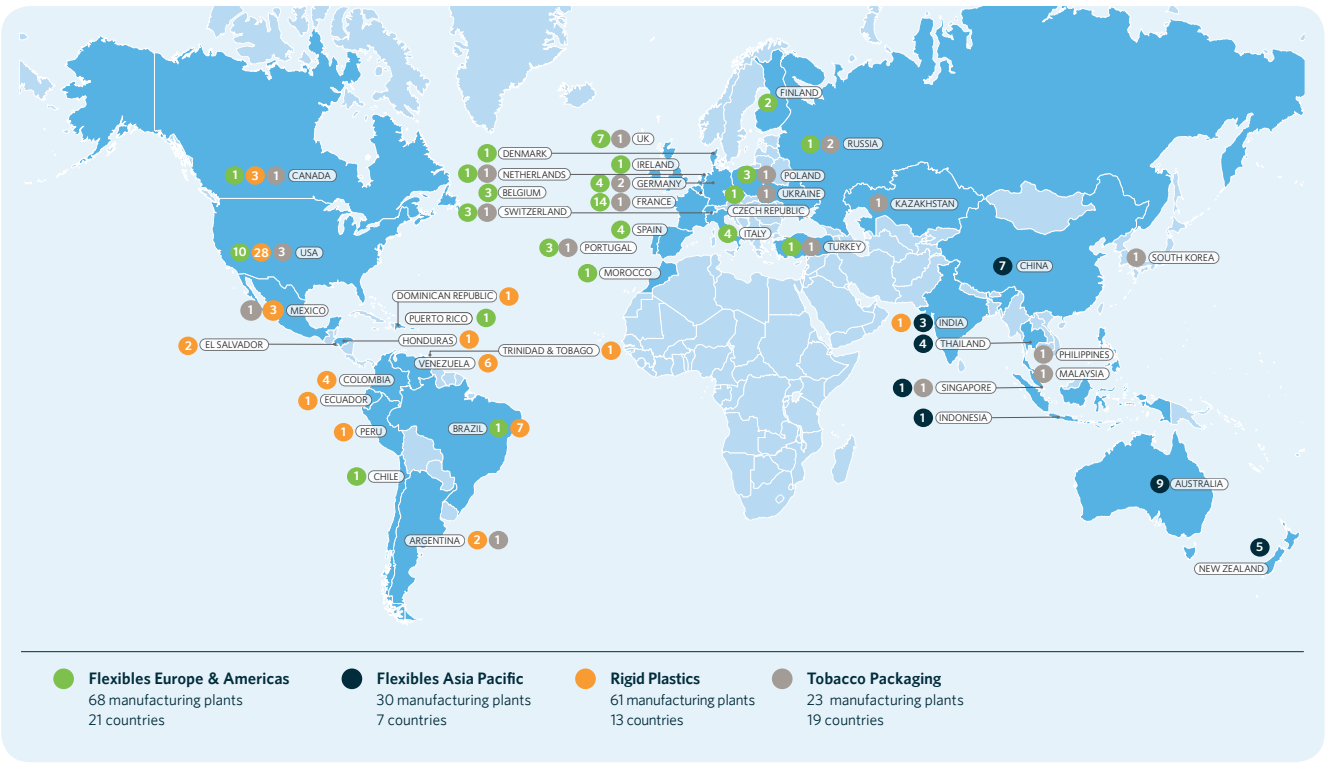 FINLAND
2
7 1 UK
1 2 RUSSIA
1 DENMARK
1 IRELAND
1 1 NETHERLANDS
3 1 POLAND
1 3 1 CANADA
4 2 GERMANY
3 BELGIUM
1 1 UKRAINE
14 1 FRANCE
1 KAZAKHSTAN
3 1 SWITZERLAND
CZECH REPUBLIC
4 SPAIN
4 ITALY
3 1 PORTUGAL
1 1 TURKEY
10 28 3 USA
1 SOUTH KOREA
7 CHINA
1 MOROCCO
DOMINICAN REPUBLIC 1
1 3 MEXICO
PUERTO RICO 1
1 3 INDIA
HONDURAS 1
2 EL SALVADOR
4 THAILAND
TRINIDAD & TOBAGO 1
1 PHILIPPINES
VENEZUELA 6
1 MALAYSIA
4 COLOMBIA
1 1 SINGAPORE
1 ECUADOR
1 INDONESIA
BRAZIL 1 7
1 PERU
1 CHILE
9 AUSTRALIA
ARGENTINA 2 1
5
NEW ZEALAND
Flexibles Europe & Americas
68 manufacturing plants
21 countries
Flexibles Asia Pacific
30 manufacturing plants
7 countries
Rigid Plastics
61 manufacturing plants
13 countries
Tobacco Packaging
23 manufacturing plants
19 countries